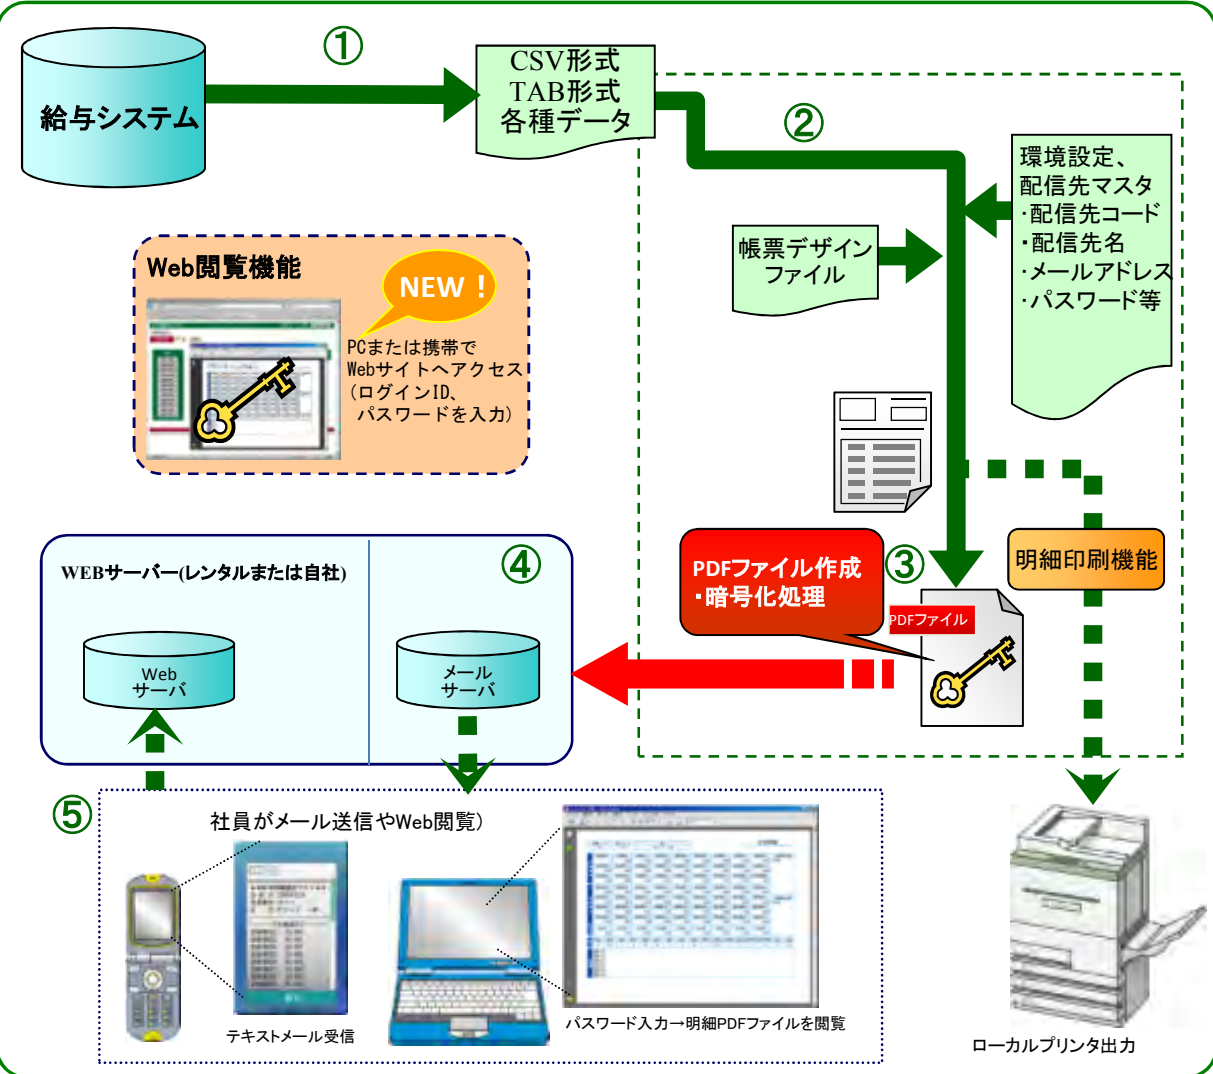 ①
給与システム
CSV形式
TAB形式
各種データ
②
環境設定、
配信先マスタ
・配信先コード
・配信先名
・メールアドレス
・パスワード等
帳票デザイン
ファイル
Web閲覧機能
NEW！
PCまたは携帯で
Webサイトへアクセス
(ログインID、
パスワードを入力)
④
WEBサーバー(レンタルまたは自社)
Web
サーバ
メール
サーバ
③
PDFファイル作成
・暗号化処理
PDFファイル
明細印刷機能
⑤
社員がメール送信やWeb閲覧)
テキストメール受信
パスワード入力→明細PDFファイルを閲覧
ローカルプリンタ出力